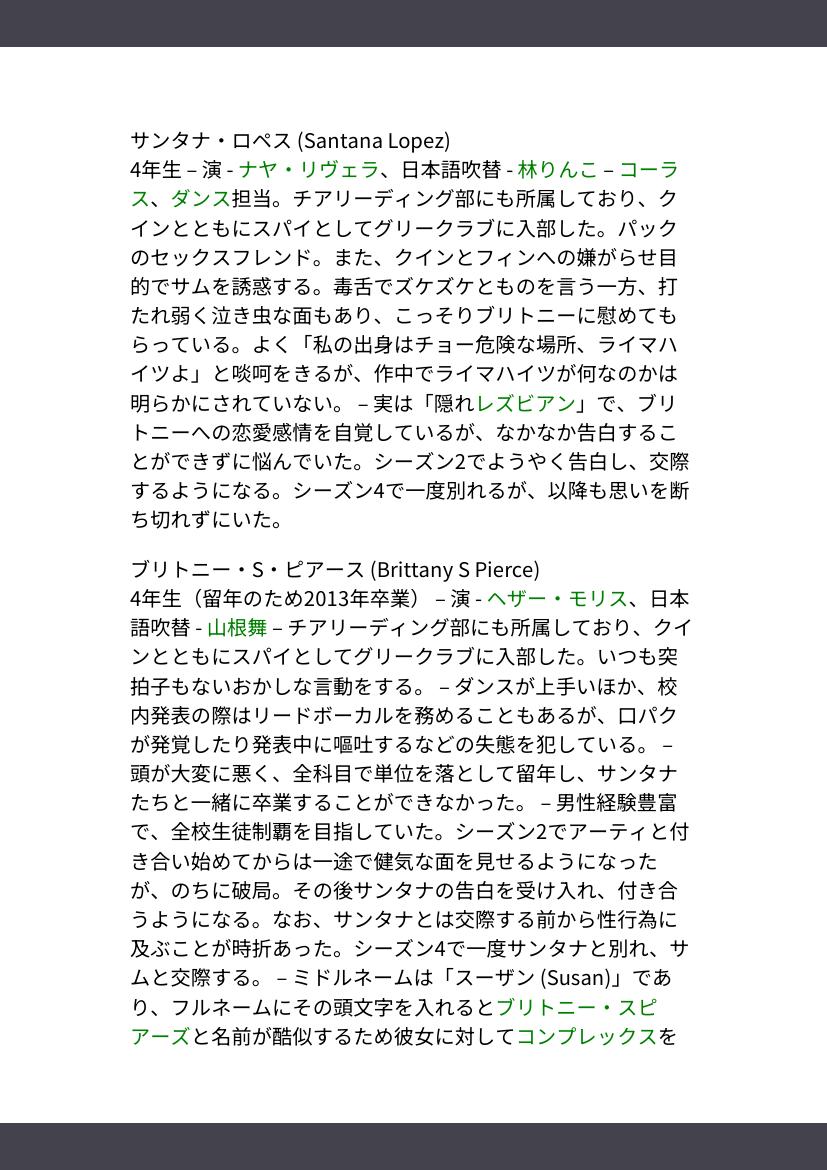 サンタナ・ロペス (Santana Lopez)
4年生 – 演 - ナヤ・リヴェラ、日本語吹替 - 林りんこ – コーラ
ス、ダンス担当。チアリーディング部にも所属しており、ク
インとともにスパイとしてグリークラブに入部した。パック
のセックスフレンド。また、クインとフィンへの嫌がらせ目
的でサムを誘惑する。毒舌でズケズケとものを言う一方、打
たれ弱く泣き虫な面もあり、こっそりブリトニーに慰めても
らっている。よく「私の出身はチョー危険な場所、ライマハ
イツよ」と啖呵をきるが、作中でライマハイツが何なのかは
明らかにされていない。 – 実は「隠れレズビアン」で、ブリ
トニーへの恋愛感情を自覚しているが、なかなか告白するこ
とができずに悩んでいた。シーズン2でようやく告白し、交際
するようになる。シーズン4で一度別れるが、以降も思いを断
ち切れずにいた。
ブリトニー・S・ピアース (Brittany S Pierce)
4年生（留年のため2013年卒業） – 演 - ヘザー・モリス、日本
語吹替 - 山根舞 – チアリーディング部にも所属しており、クイ
ンとともにスパイとしてグリークラブに入部した。いつも突
拍子もないおかしな言動をする。 – ダンスが上手いほか、校
内発表の際はリードボーカルを務めることもあるが、口パク
が発覚したり発表中に嘔吐するなどの失態を犯している。 –
頭が大変に悪く、全科目で単位を落として留年し、サンタナ
たちと一緒に卒業することができなかった。 – 男性経験豊富
で、全校生徒制覇を目指していた。シーズン2でアーティと付
き合い始めてからは一途で健気な面を見せるようになった
が、のちに破局。その後サンタナの告白を受け入れ、付き合
うようになる。なお、サンタナとは交際する前から性行為に
及ぶことが時折あった。シーズン4で一度サンタナと別れ、サ
ムと交際する。 – ミドルネームは「スーザン (Susan)」であ
り、フルネームにその頭文字を入れるとブリトニー・スピ
アーズと名前が酷似するため彼女に対してコンプレックスを